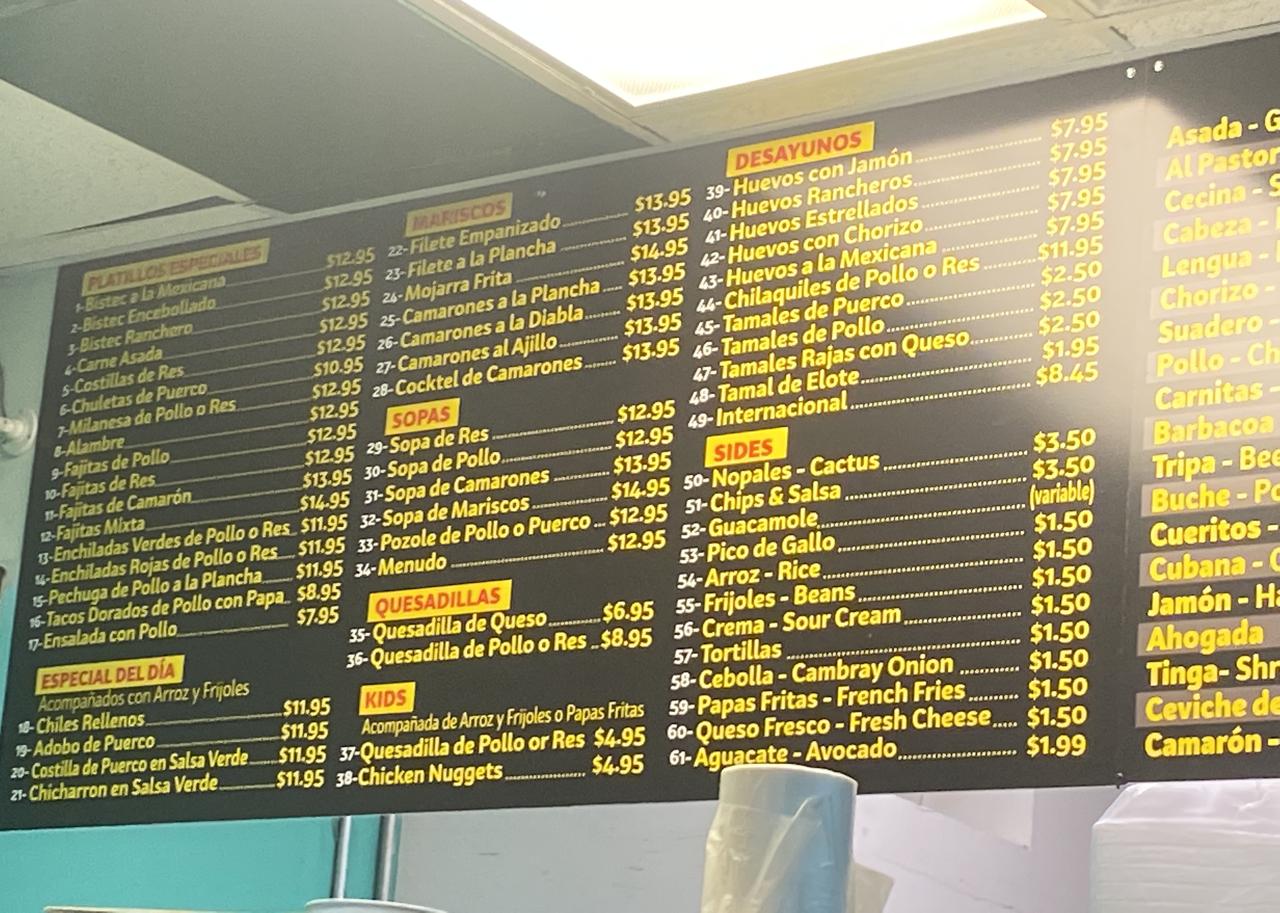 PLATILLOS ESPECIALES
1-Bistec a la Mexicana $12.95
2-Bistec Encebollado $12.95
3-Bistec Ranchero $12.95
4-Carne Asada $12.95
5-Costillas de Res $12.95
6-Chuletas de Puerco $10.95
7-Milanesa de Pollo o Res $12.95
8-Alambre $12.95
9-Fajitas de Pollo $12.95
10-Fajitas de Res $12.95
11-Fajitas de Camarón $13.95
12-Fajitas Mixta $14.95
13-Enchiladas Verdes de Pollo o Res $11.95
14-Enchiladas Rojas de Pollo o Res $11.95
15-Pechuga de Pollo a la Plancha $11.95
16-Tacos Dorados de Pollo con Papa $8.95
17-Ensalada con Pollo $7.95
ESPECIAL DEL DÍA
Acompañados con Arroz y Frijoles
18-Chiles Rellenos $11.95
19-Adobo de Puerco $11.95
20-Costilla de Puerco en Salsa Verde $11.95
21-Chicharron en Salsa Verde $11.95
MARISCOS
22-Filete Empanizado $13.95
23-Filete a la Plancha $13.95
24-Mojarra Frita $14.95
25-Camarones a la Plancha $13.95
26-Camarones a la Diabla $13.95
27-Camarones al Ajillo $13.95
28-Cocktel de Camarones $13.95
SOPAS
29-Sopa de Res $12.95
30-Sopa de Pollo $12.95
31-Sopa de Camarones $13.95
32-Sopa de Mariscos $14.95
33-Pozole de Pollo o Puerco $12.95
34-Menudo $12.95
QUESADILLAS
35-Quesadilla de Queso $6.95
36-Quesadilla de Pollo o Res $8.95
KIDS
Acompañada de Arroz y Frijoles o Papas Fritas
37-Quesadilla de Pollo or Res $4.95
38-Chicken Nuggets $4.95
DESAYUNOS
39-Huevos con Jamón $7.95
40-Huevos Rancheros $7.95
41-Huevos Estrellados $7.95
42-Huevos con Chorizo $7.95
43-Huevos a la Mexicana $7.95
44-Chilaquiles de Pollo o Res $11.95
45-Tamales de Puerco $2.50
46-Tamales de Pollo $2.50
47-Tamales Rajas con Queso $2.50
48-Tamal de Elote $1.95
49-Internacional $8.45
SIDES
50-Nopales - Cactus $3.50
51-Chips & Salsa $3.50
52-Guacamole (variable)
53-Pico de Gallo $1.50
54-Arroz - Rice $1.50
55-Frijoles - Beans $1.50
56-Crema - Sour Cream $1.50
57-Tortillas $1.50
58-Cebolla - Cambray Onion $1.50
59-Papas Fritas - French Fries $1.50
60-Queso Fresco - Fresh Cheese $1.50
61-Aguacate - Avocado $1.99
Asada -
Al Pastor
Cecina -
Cabeza -
Lengua -
Chorizo -
Suadero -
Pollo -
Carnitas -
Barbacoa
Tripa -
Buche -
Cueritos -
Cubana -
Jamón -
Ahogada
Tinga-
Ceviche de
Camarón -